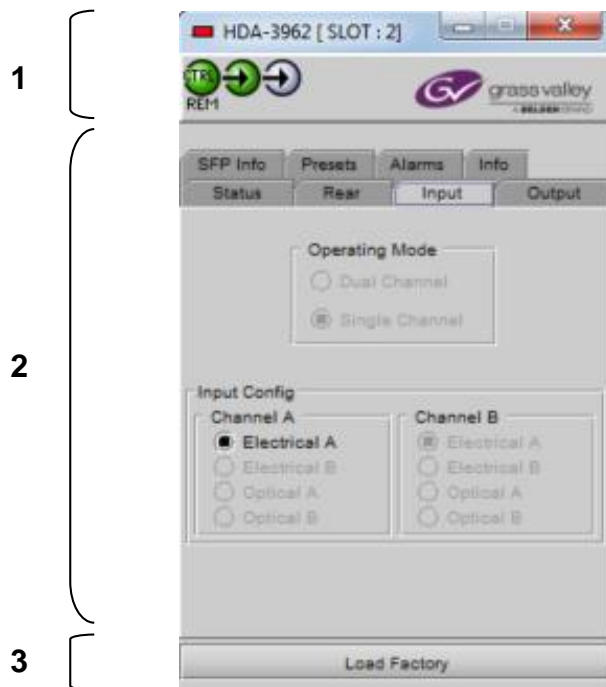 1
HDA-3962 [ SLOT : 2]
CTRL
REM
grass valley
A BELDEN BRAND
2
SFP Info Presets Alarms Info
Status Rear Input Output
Operating Mode
Dual Channel
Single Channel
Input Config
Channel A
Electrical A
Electrical B
Optical A
Optical B
Channel B
Electrical A
Electrical B
Optical A
Optical B
3
Load Factory